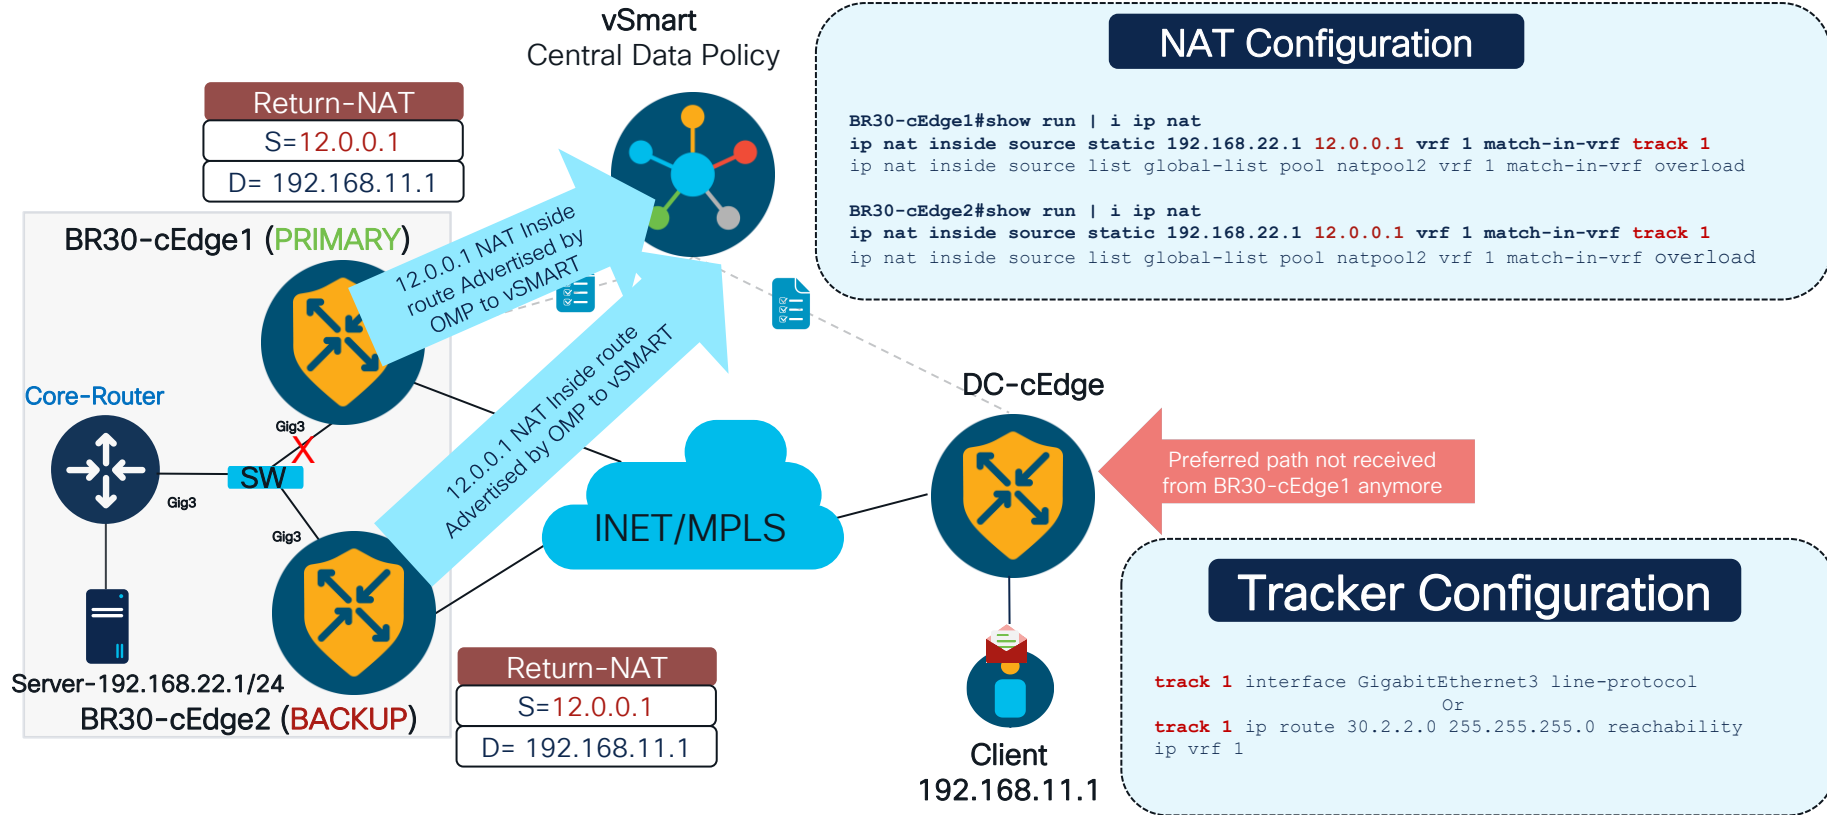 vSmart
Central Data Policy
Return-NAT
S=12.0.0.1
D= 192.168.11.1
BR30-cEdge1 (PRIMARY)
12.0.0.1 NAT Inside
route Advertised by
OMP to vSMART
12.0.0.1 NAT Inside route
Advertised by OMP to vSMART
Core-Router
Gig3
X
SW
Gig3
Gig3
Server-192.168.22.1/24
BR30-cEdge2 (BACKUP)
Return-NAT
S=12.0.0.1
D= 192.168.11.1
INET/MPLS
DC-cEdge
Preferred path not received
from BR30-cEdge1 anymore
Client
192.168.11.1
NAT Configuration
BR30-cEdge1#show run | i ip nat
ip nat inside source static 192.168.22.1 12.0.0.1 vrf 1 match-in-vrf track 1
ip nat inside source list global-list pool natpool2 vrf 1 match-in-vrf overload
BR30-cEdge2#show run | i ip nat
ip nat inside source static 192.168.22.1 12.0.0.1 vrf 1 match-in-vrf track 1
ip nat inside source list global-list pool natpool2 vrf 1 match-in-vrf overload
Tracker Configuration
track 1 interface GigabitEthernet3 line-protocol
Or
track 1 ip route 30.2.2.0 255.255.255.0 reachability
ip vrf 1